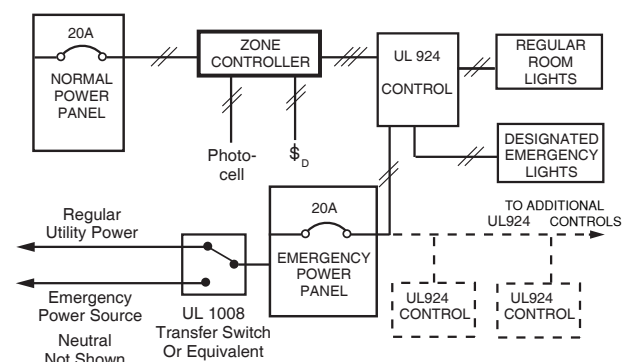 20A
NORMAL
POWER
PANEL
ZONE
CONTROLLER
UL 924
CONTROL
REGULAR
ROOM
LIGHTS
Photo-
cell
$D
DESIGNATED
EMERGENCY
LIGHTS
20A
EMERGENCY
POWER
PANEL
TO ADDITIONAL
UL924 CONTROLS
Regular
Utility Power
Emergency
Power Source
Neutral
Not Shown
UL 1008
Transfer Switch
Or Equivalent
UL924
CONTROL
UL924
CONTROL